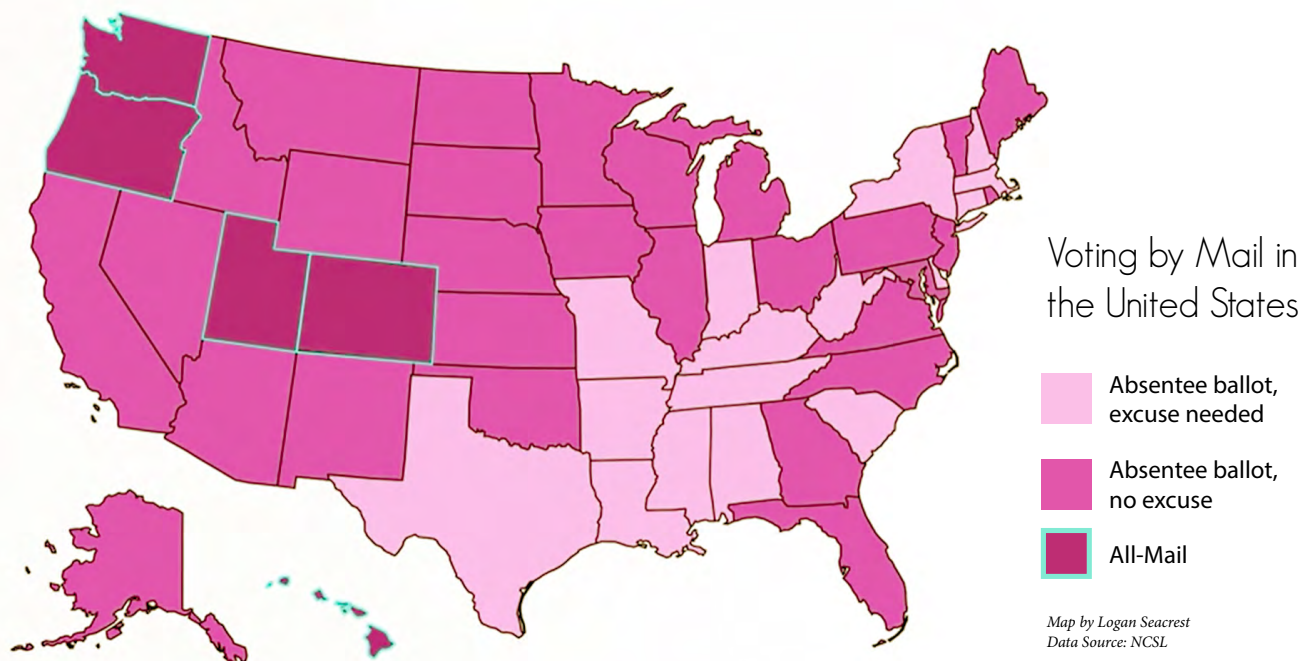 Voting by Mail in
the United States
Absentee ballot,
excuse needed
Absentee ballot,
no excuse
All-Mail
Map by Logan Seacrest
Data Source: NCSL